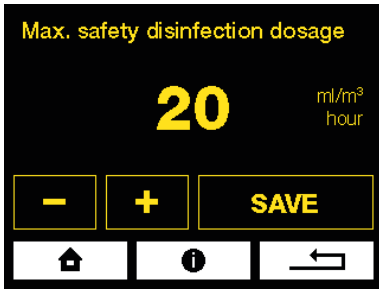 Max. safety disinfection dosage
20
ml/m³
hour
- + SAVE
i